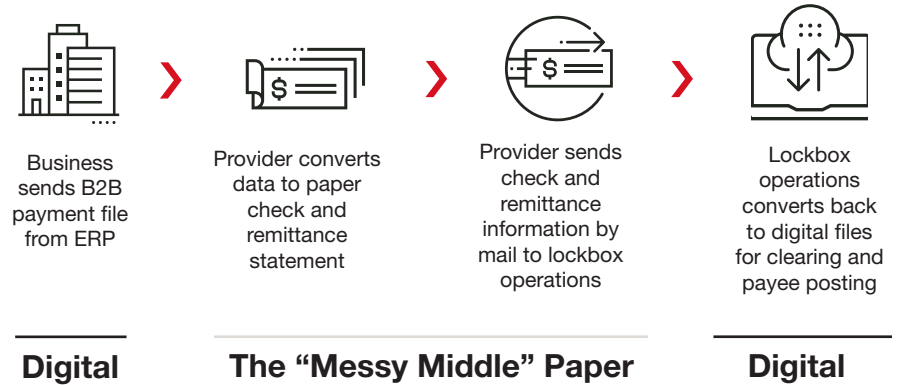 Business
sends B2B
payment file
from ERP
Provider converts
data to paper
check and
remittance
statement
Provider sends
check and
remittance
information by
mail to lockbox
operations
Lockbox
operations
converts back
to digital files
for clearing and
payee posting
$
$
Digital
The “Messy Middle” Paper
Digital